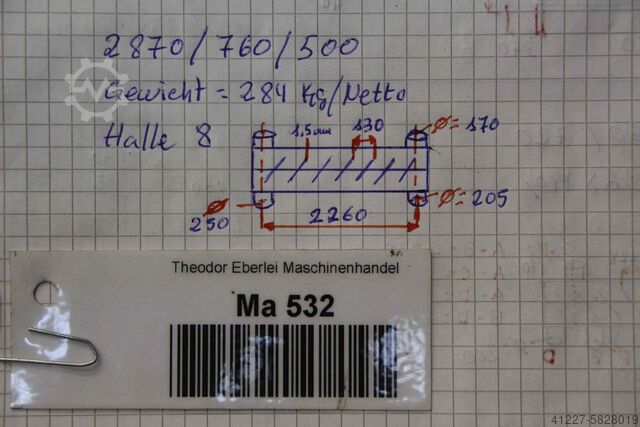 2870/760/500
Gewicht = 284 Kg/Netto
Halle 8
1,5mm
130
Ø=170
Ø
250
2260
Ø=205
Theodor Eberlei Maschinenhandel
Ma 532
41227-5828019